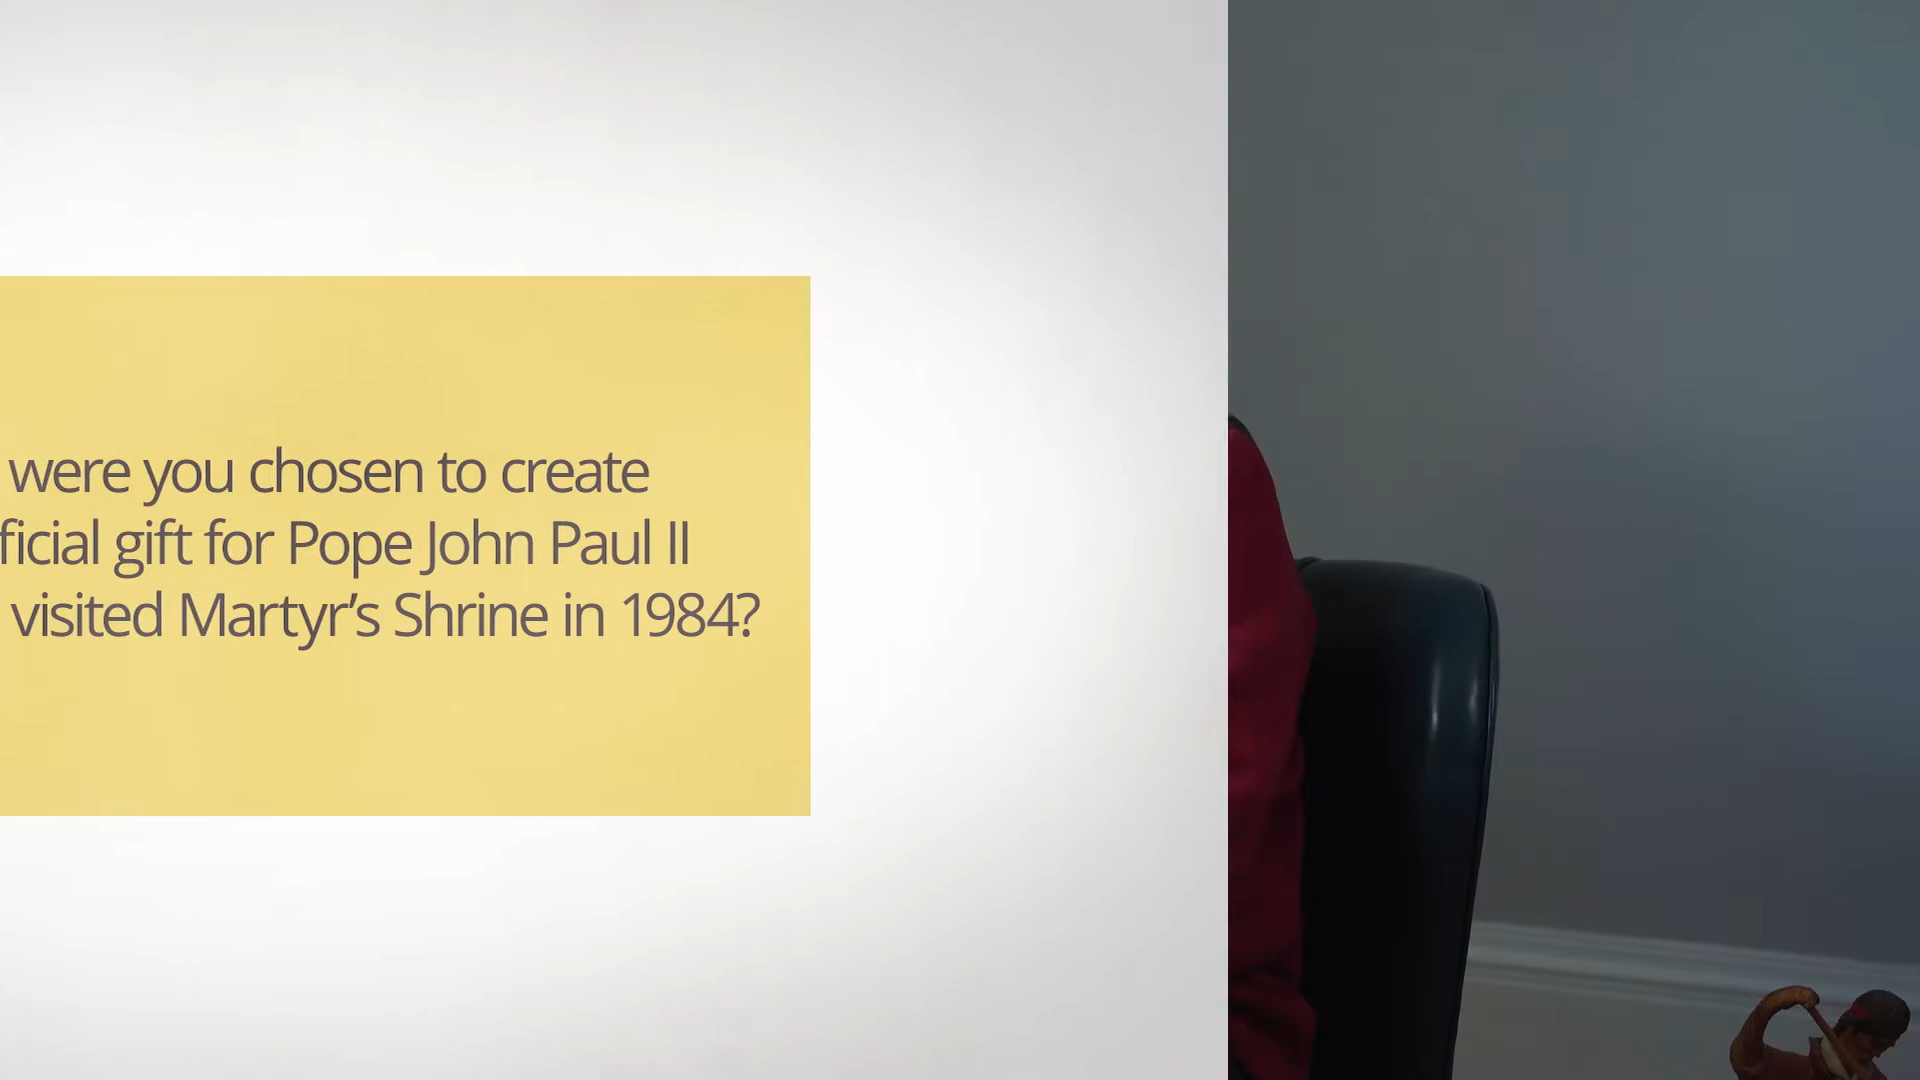 were you chosen to create
ficial gift for Pope John Paul II
visited Martyr’s Shrine in 1984?